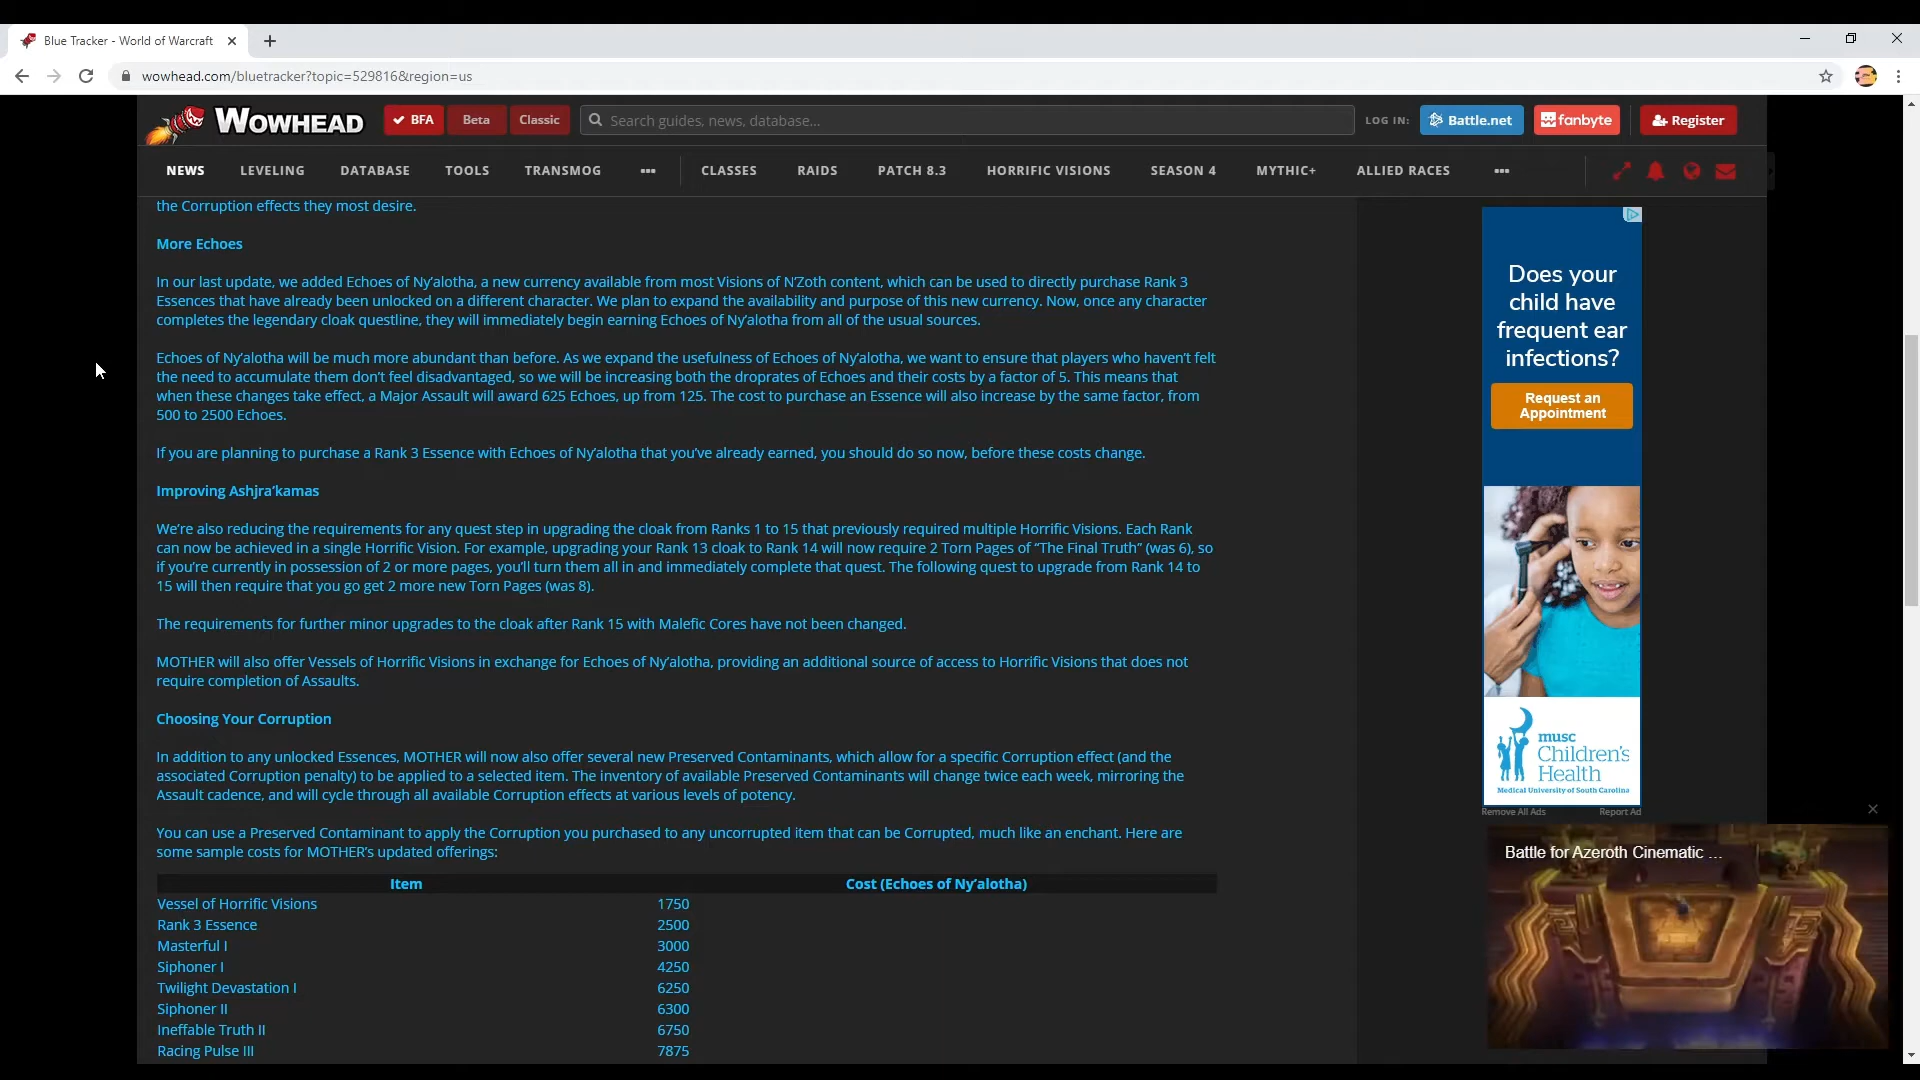 Blue Tracker - World of Warcraft
wowhead.com/bluetracker?topic=529816&region=us
WOWHEAD
BFA
Beta
Classic
Search guides, news, database...
LOG IN:
Battle.net
fanbyte
Register
NEWS
LEVELING
DATABASE
TOOLS
TRANSMOG
CLASSES
RAIDS
PATCH 8.3
HORRIFIC VISIONS
SEASON 4
MYTHIC+
ALLIED RACES
the Corruption effects they most desire.
More Echoes
In our last update, we added Echoes of Ny’alotha, a new currency available from most Visions of N’Zoth content, which can be used to directly purchase Rank 3
Essences that have already been unlocked on a different character. We plan to expand the availability and purpose of this new currency. Now, once any character
completes the legendary cloak questline, they will immediately begin earning Echoes of Ny’alotha from all of the usual sources.
Echoes of Ny’alotha will be much more abundant than before. As we expand the usefulness of Echoes of Ny’alotha, we want to ensure that players who haven’t felt
the need to accumulate them don’t feel disadvantaged, so we will be increasing both the droprates of Echoes and their costs by a factor of 5. This means that
when these changes take effect, a Major Assault will award 625 Echoes, up from 125. The cost to purchase an Essence will also increase by the same factor, from
500 to 2500 Echoes.
If you are planning to purchase a Rank 3 Essence with Echoes of Ny’alotha that you’ve already earned, you should do so now, before these costs change.
Improving Ashjra’kamas
We’re also reducing the requirements for any quest step in upgrading the cloak from Ranks 1 to 15 that previously required multiple Horrific Visions. Each Rank
can now be achieved in a single Horrific Vision. For example, upgrading your Rank 13 cloak to Rank 14 will now require 2 Torn Pages of “The Final Truth” (was 6), so
if you’re currently in possession of 2 or more pages, you’ll turn them all in and immediately complete that quest. The following quest to upgrade from Rank 14 to
15 will then require that you go get 2 more new Torn Pages (was 8).
The requirements for further minor upgrades to the cloak after Rank 15 with Malefic Cores have not been changed.
MOTHER will also offer Vessels of Horrific Visions in exchange for Echoes of Ny’alotha, providing an additional source of access to Horrific Visions that does not
require completion of Assaults.
Choosing Your Corruption
In addition to any unlocked Essences, MOTHER will now also offer several new Preserved Contaminants, which allow for a specific Corruption effect (and the
associated Corruption penalty) to be applied to a selected item. The inventory of available Preserved Contaminants will change twice each week, mirroring the
Assault cadence, and will cycle through all available Corruption effects at various levels of potency.
You can use a Preserved Contaminant to apply the Corruption you purchased to any uncorrupted item that can be Corrupted, much like an enchant. Here are
some sample costs for MOTHER’s updated offerings:
Item Cost (Echoes of Ny’alotha)
Vessel of Horrific Visions 1750
Rank 3 Essence 2500
Masterful I 3000
Siphoner I 4250
Twilight Devastation I 6250
Siphoner II 6300
Ineffable Truth II 6750
Racing Pulse III 7875
Does your
child have
frequent ear
infections?
Request an
Appointment
musc
Children's
Health
Medical University of South Carolina
Remove All Ads
Report Ad
Battle for Azeroth Cinematic ...